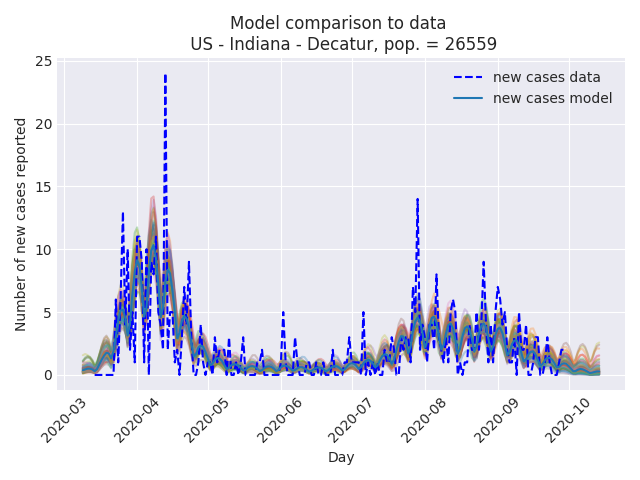 Model comparison to data
US - Indiana - Decatur, pop. = 26559
new cases data
new cases model
Number of new cases reported
25
20
15
10
5
0
2020-03
2020-04
2020-05
2020-06
2020-07
2020-08
2020-09
2020-10
Day